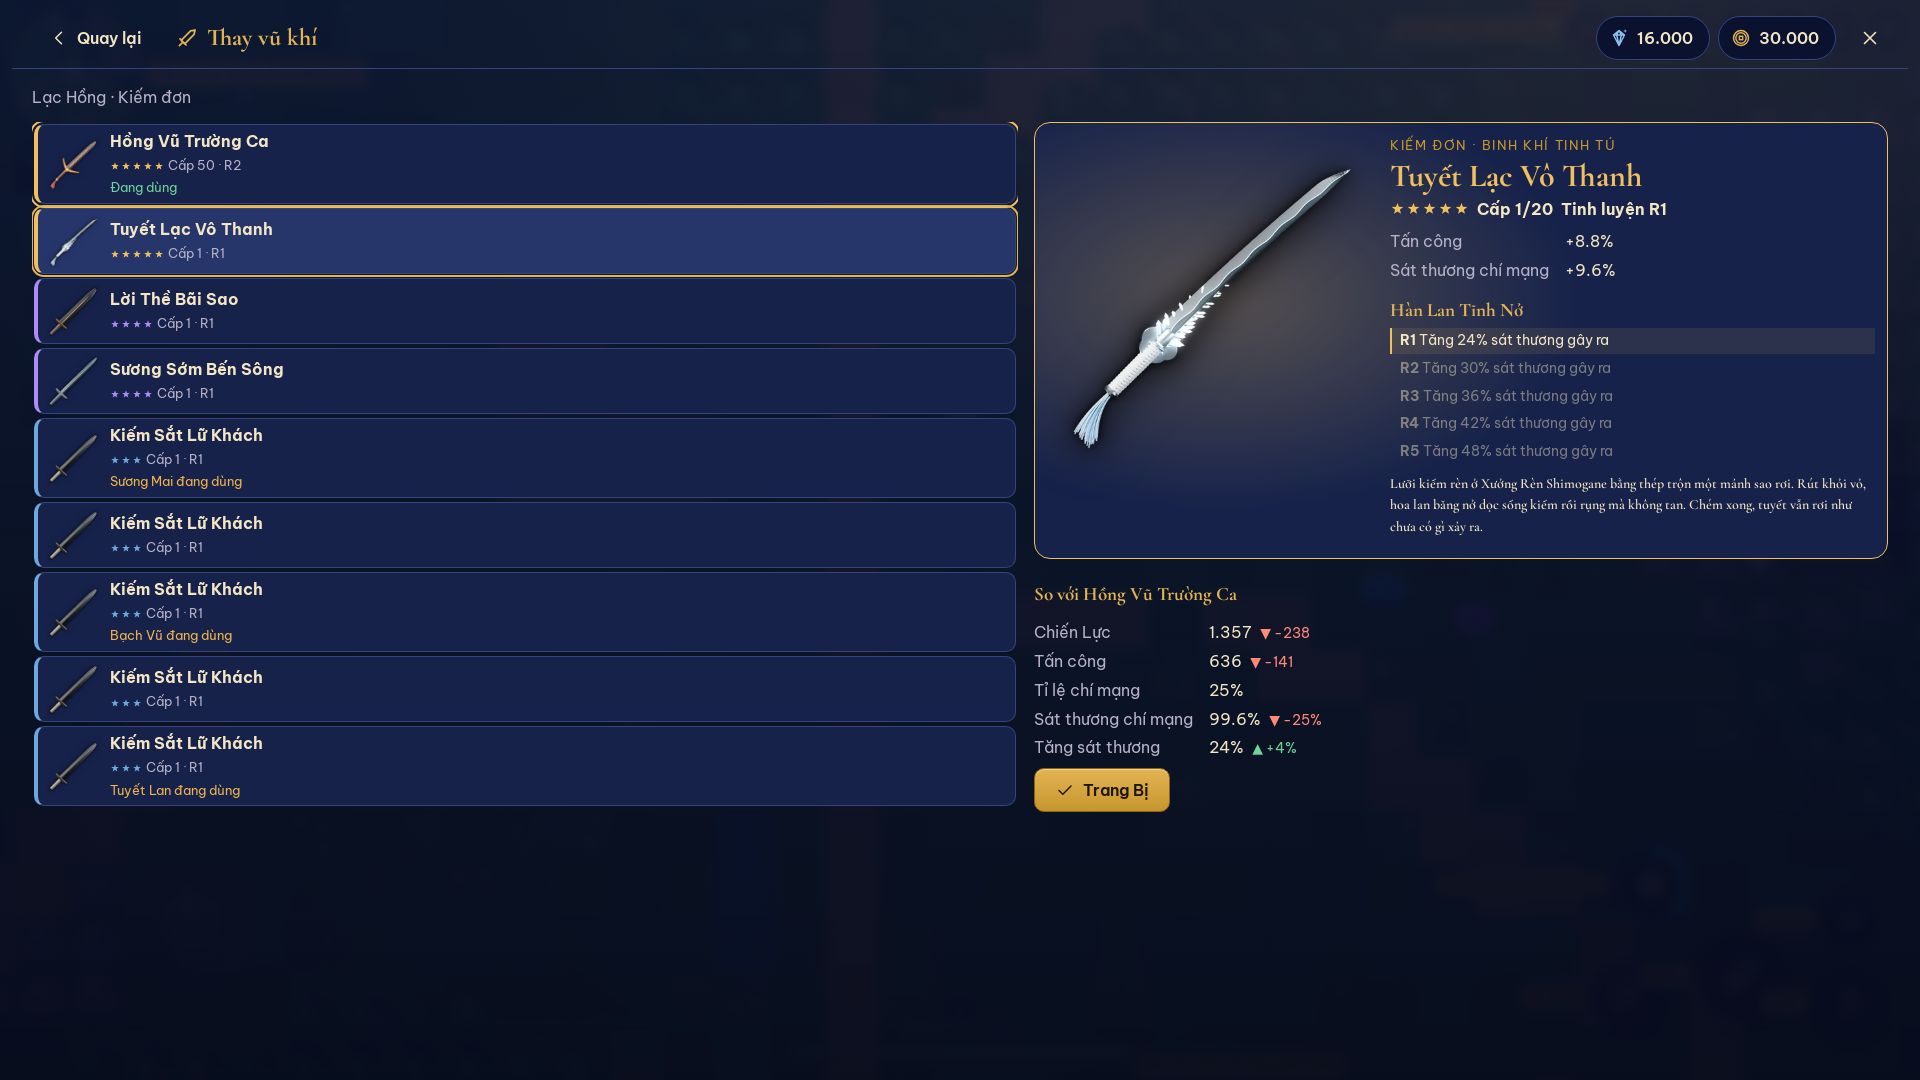 Quay lại
Thay vũ khí
16.000
30.000
Lạc Hồng · Kiếm đơn
Hồng Vũ Trường Ca
★★★★★ Cấp 50 · R2
Đang dùng
Tuyết Lạc Vô Thanh
★★★★★ Cấp 1 · R1
Lời Thề Bãi Sao
★★★★ Cấp 1 · R1
Sương Sớm Bến Sông
★★★★ Cấp 1 · R1
Kiếm Sắt Lữ Khách
★★★ Cấp 1 · R1
Sương Mai đang dùng
Kiếm Sắt Lữ Khách
★★★ Cấp 1 · R1
Kiếm Sắt Lữ Khách
★★★ Cấp 1 · R1
Bạch Vũ đang dùng
Kiếm Sắt Lữ Khách
★★★ Cấp 1 · R1
Kiếm Sắt Lữ Khách
★★★ Cấp 1 · R1
Tuyết Lan đang dùng
KIẾM ĐƠN · BINH KHÍ TINH TÚ
Tuyết Lạc Vô Thanh
★★★★★ Cấp 1/20 Tinh luyện R1
Tấn công +8.8%
Sát thương chí mạng +9.6%
Hàn Lan Tĩnh Nở
R1 Tăng 24% sát thương gây ra
R2 Tăng 30% sát thương gây ra
R3 Tăng 36% sát thương gây ra
R4 Tăng 42% sát thương gây ra
R5 Tăng 48% sát thương gây ra
Lưỡi kiếm rèn ở Xưởng Rèn Shimogane bằng thép trộn một mảnh sao rơi. Rút khỏi vỏ,
hoa lan băng nở dọc sống kiếm rồi rụng mà không tan. Chém xong, tuyết vẫn rơi như
chưa có gì xảy ra.
So với Hồng Vũ Trường Ca
Chiến Lực 1.357 ▼-238
Tấn công 636 ▼-141
Tỉ lệ chí mạng 25%
Sát thương chí mạng 99.6% ▼-25%
Tăng sát thương 24% ▲+4%
Trang Bị